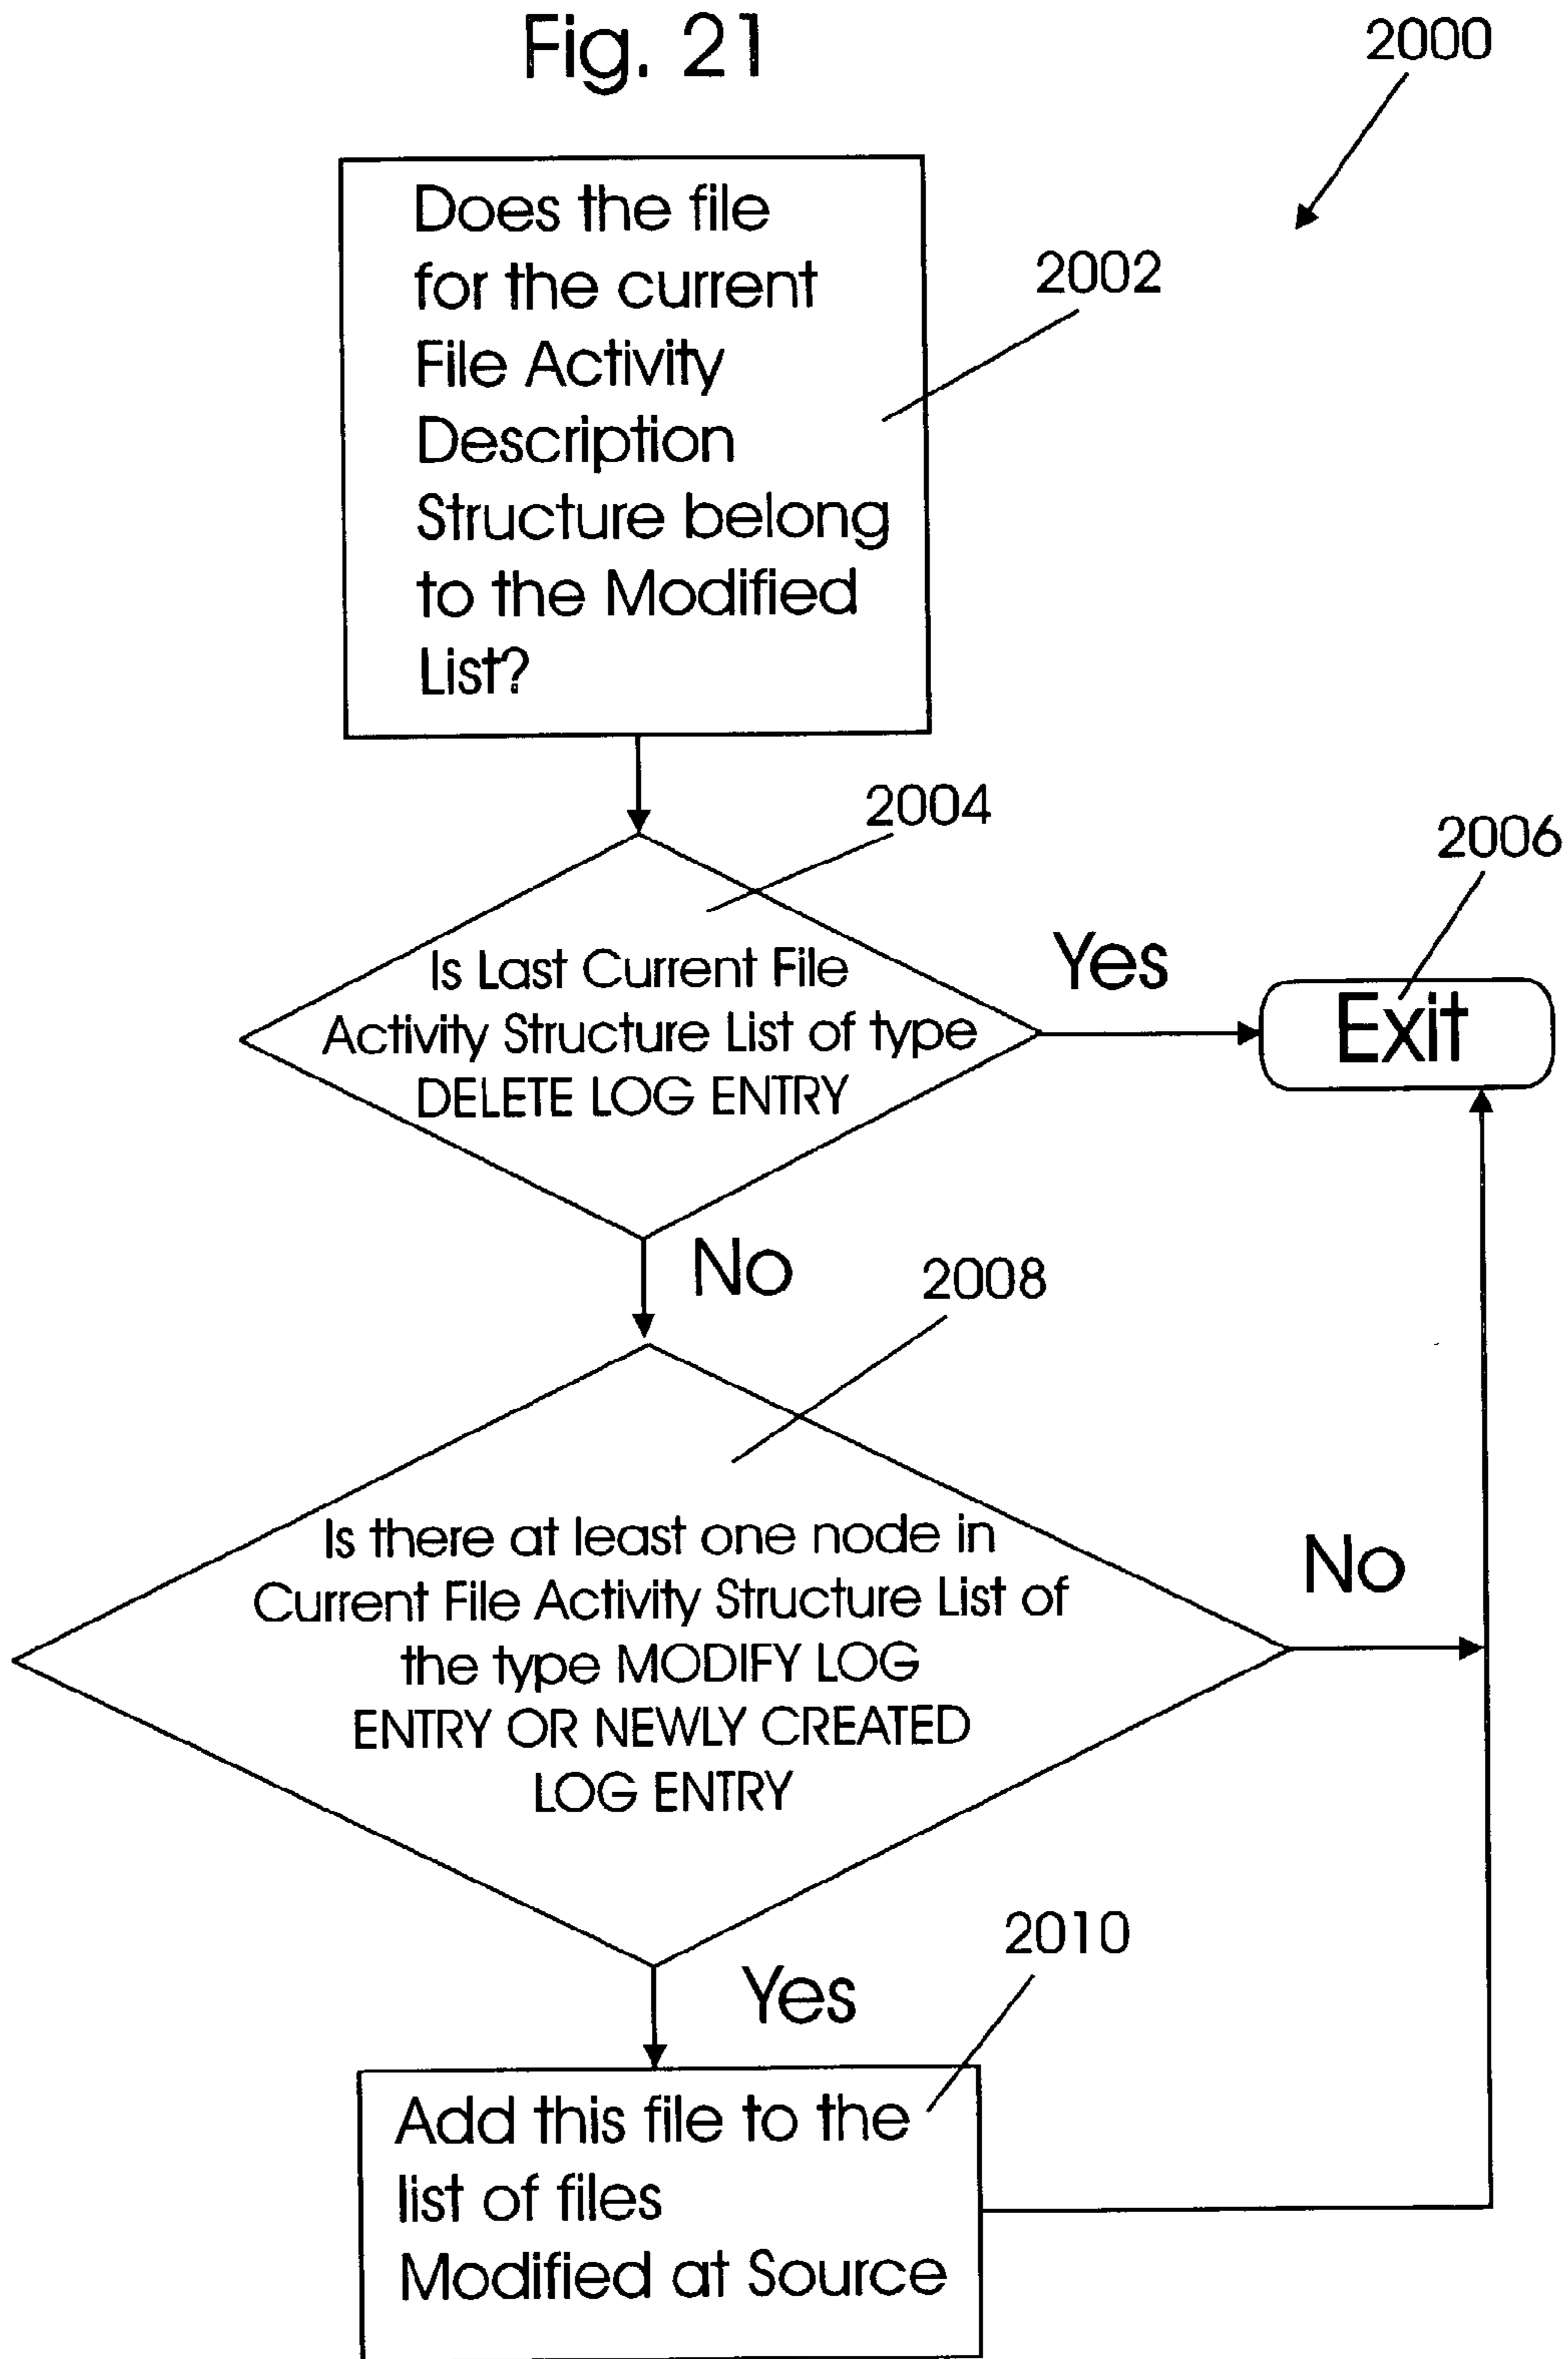 Fig. 21
2000
Does the file
for the current
File Activity
Description
Structure belong
to the Modified
List?
2002
2004
Is Last Current File
Activity Structure List of type
DELETE LOG ENTRY
Yes
2006
Exit
No
2008
Is there at least one node in
Current File Activity Structure List of
the type MODIFY LOG
ENTRY OR NEWLY CREATED
LOG ENTRY
No
Yes
2010
Add this file to the
list of files
Modified at Source